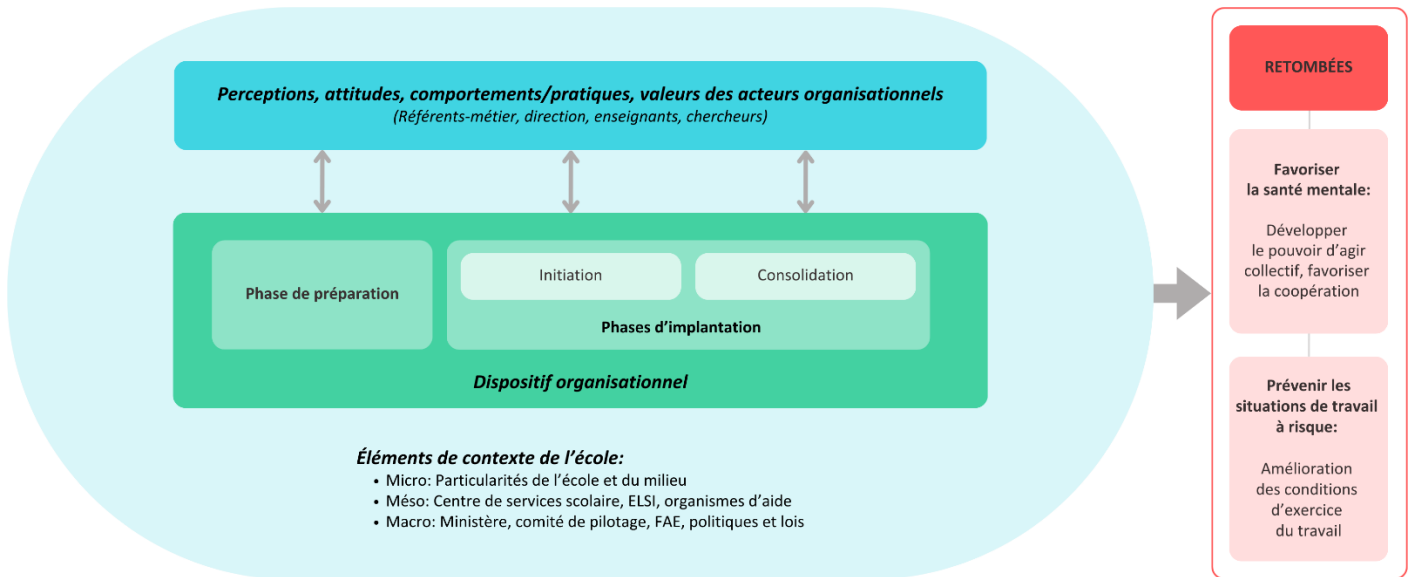 Perceptions, attitudes, comportements/pratiques, valeurs des acteurs organisationnels
(Référents-métier, direction, enseignants, chercheurs)
Phase de préparation
Initiation
Consolidation
Phases d’implantation
Dispositif organisationnel
Éléments de contexte de l’école:
• Micro: Particularités de l’école et du milieu
• Méso: Centre de services scolaire, ELSI, organismes d’aide
• Macro: Ministère, comité de pilotage, FAE, politiques et lois
RETOMBÉES
Favoriser
la santé mentale:
Développer
le pouvoir d’agir
collectif, favoriser
la coopération
Prévenir les
situations de travail
à risque:
Amélioration
des conditions
d’exercice
du travail